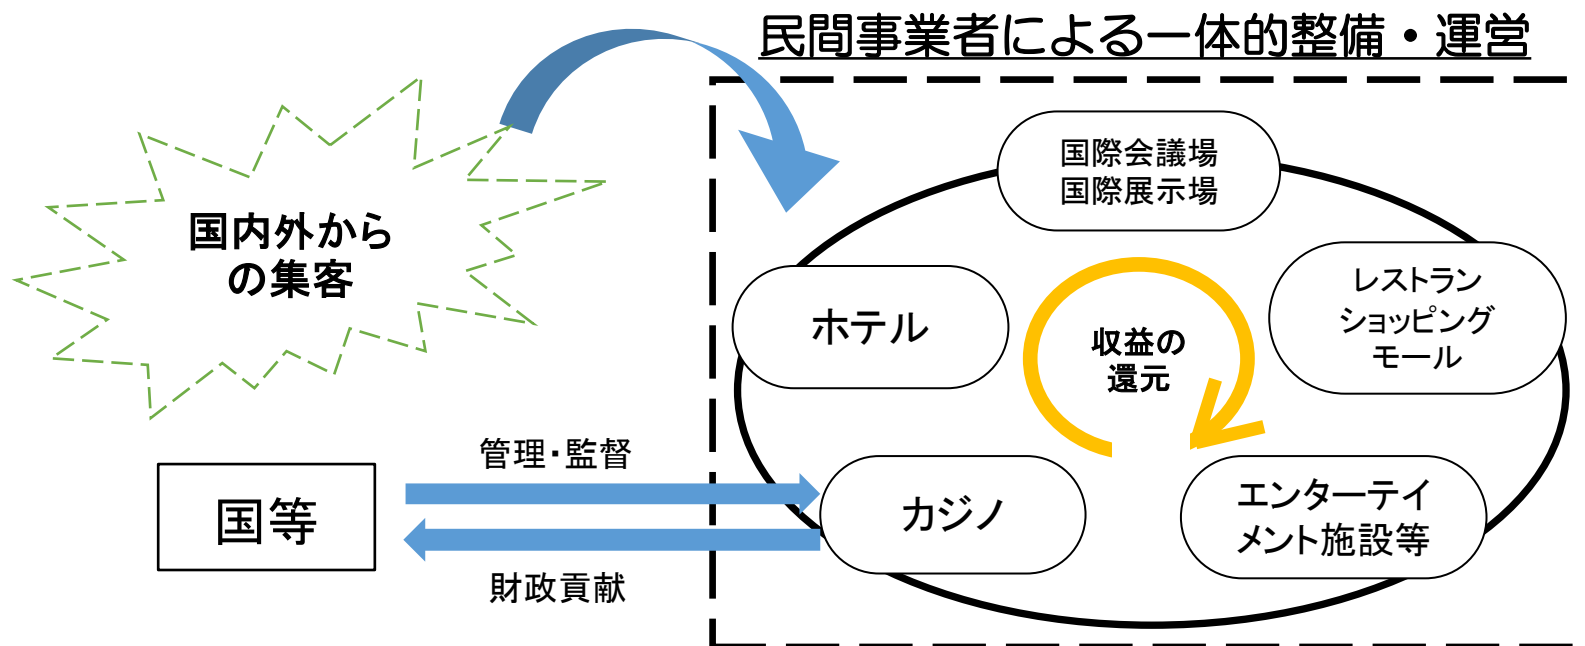 民間事業者による一体的整備・運営
国内外から
の集客
国際会議場
国際展示場
ホテル
レストラン
ショッピング
モール
収益の
還元
管理・監督
国等
財政貢献
カジノ
エンターテイ
メント施設等